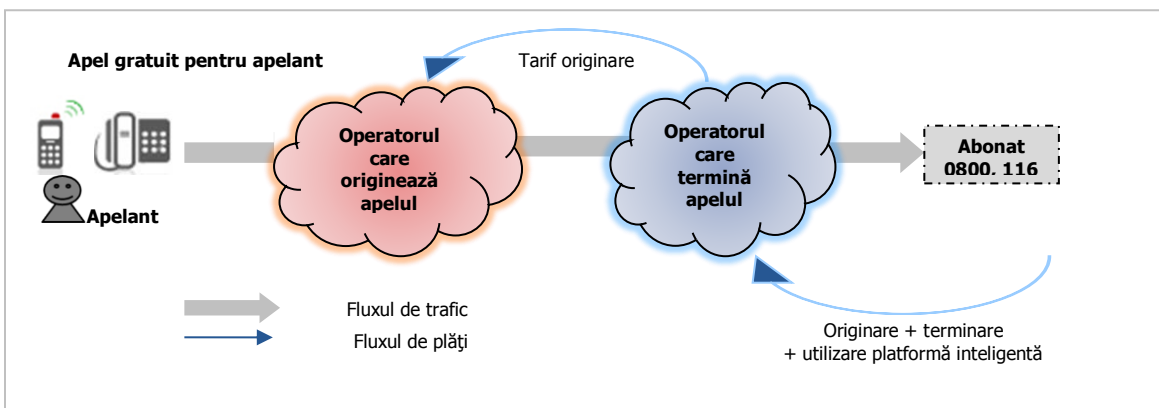 Apel gratuit pentru apelant
Tarif originare
Operatorul
care
originează
apelul
Operatorul
care
termină
apelul
Abonat
0800, 116
Apelant
Fluxul de trafic
Fluxul de plăţi
Originare + terminare
+ utilizare platformă inteligentă